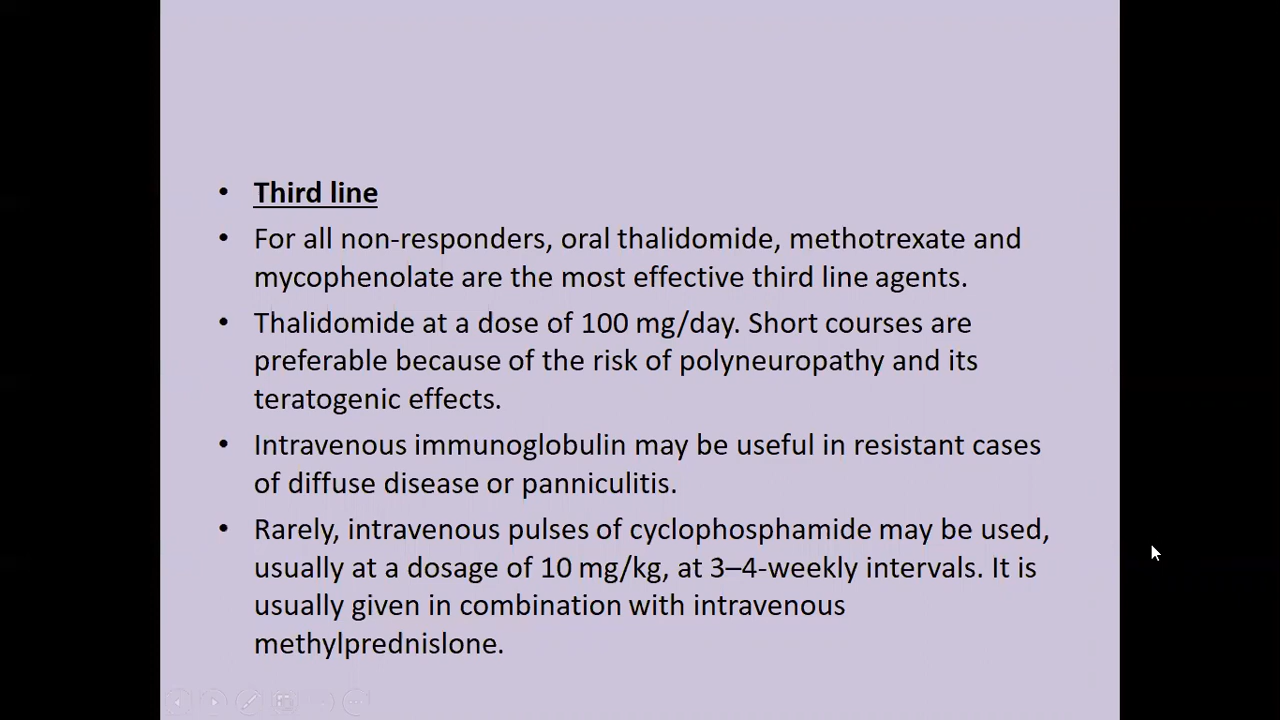 • Third line
• For all non-responders, oral thalidomide, methotrexate and
mycophenolate are the most effective third line agents.
• Thalidomide at a dose of 100 mg/day. Short courses are
preferable because of the risk of polyneuropathy and its
teratogenic effects.
• Intravenous immunoglobulin may be useful in resistant cases
of diffuse disease or panniculitis.
• Rarely, intravenous pulses of cyclophosphamide may be used,
usually at a dosage of 10 mg/kg, at 3–4-weekly intervals. It is
usually given in combination with intravenous
methylprednislone.